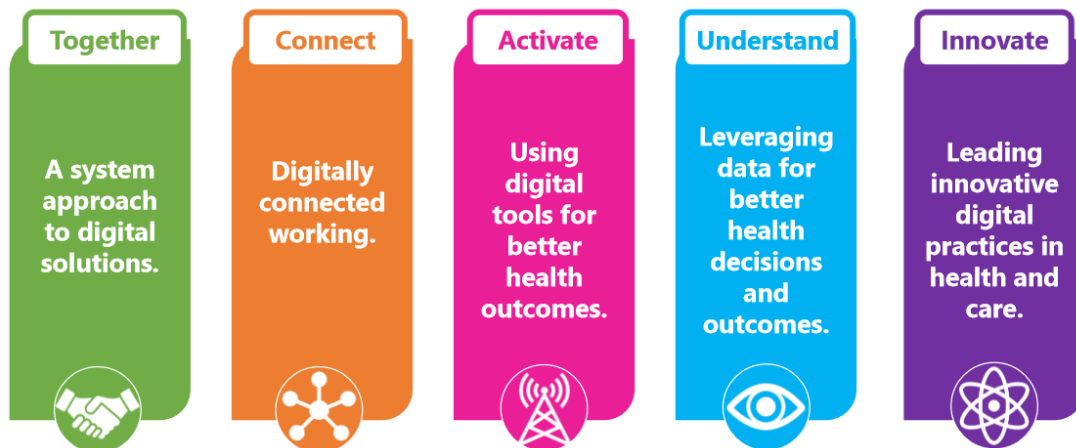 Together
A system
approach
to digital
solutions.
Connect
Digitally
connected
working.
Activate
Using
digital
tools for
better
health
outcomes.
Understand
Leveraging
data for
better
health
decisions
and
outcomes.
Innovate
Leading
innovative
digital
practices in
health and
care.